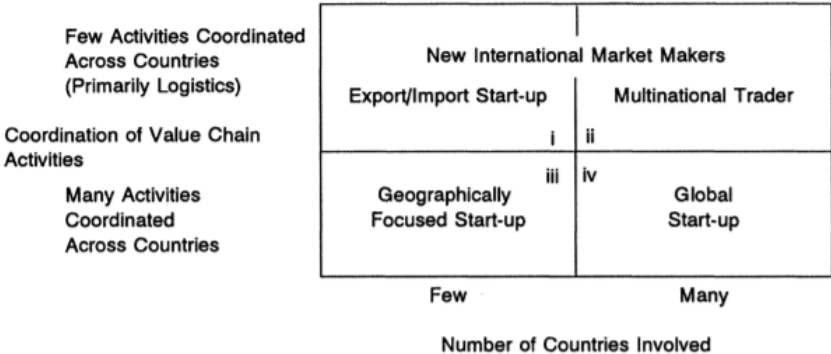 Few Activities Coordinated
Across Countries
(Primarily Logistics)
New International Market Makers
Export/Import Start-up
Multinational Trader
Coordination of Value Chain
Activities
i
ii
iii
iv
Many Activities
Coordinated
Across Countries
Geographically
Focused Start-up
Global
Start-up
Few
Many
Number of Countries Involved